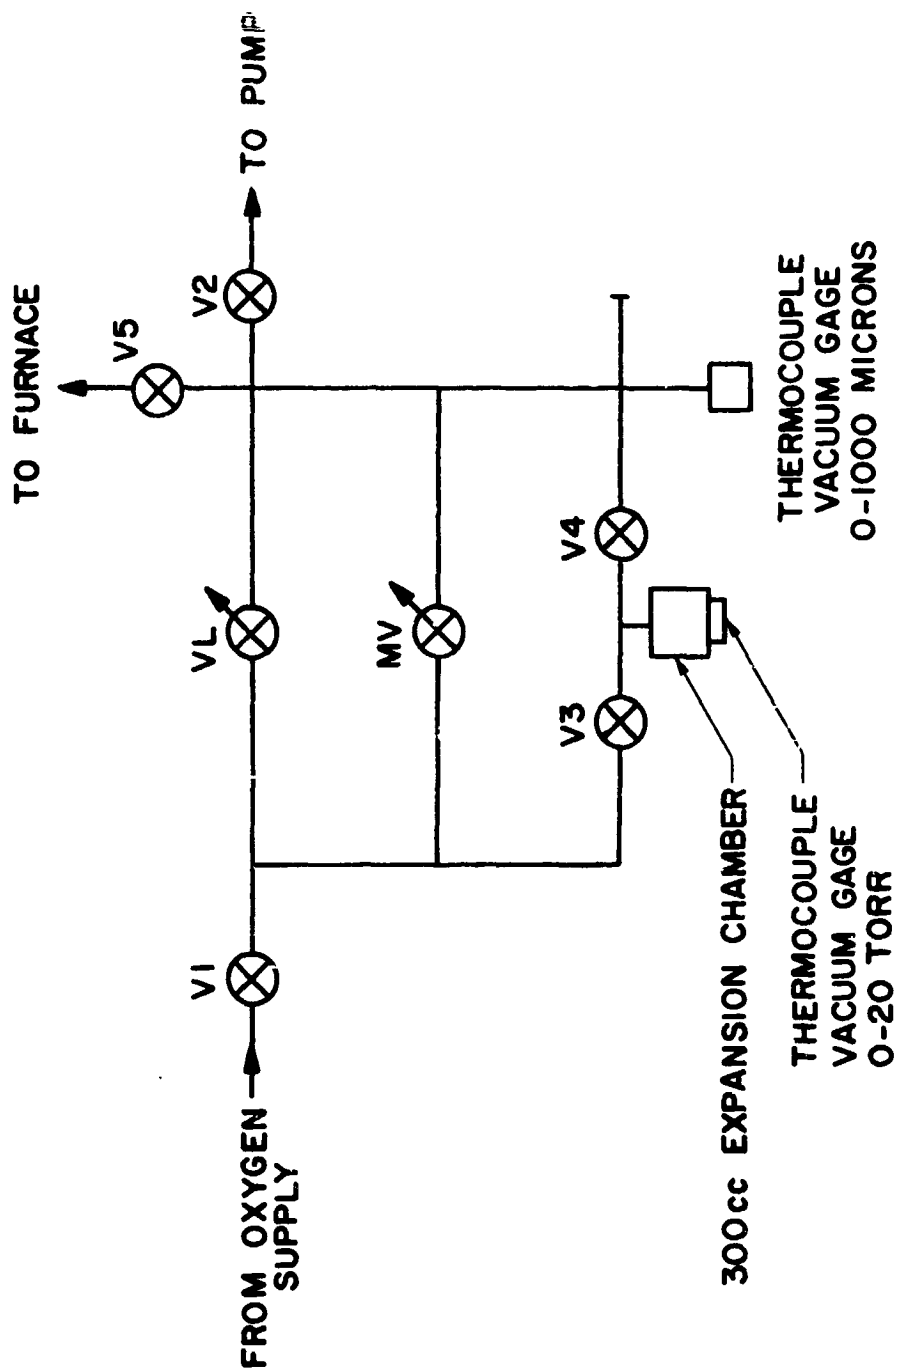 TO FURNACE
V5
V2
TO PUMP
VL
V1
FROM OXYGEN
SUPPLY
MV
V3
V4
300cc EXPANSION CHAMBER
THERMOCOUPLE
VACUUM GAGE
0-20 TORR
THERMOCOUPLE
VACUUM GAGE
0-1000 MICRONS